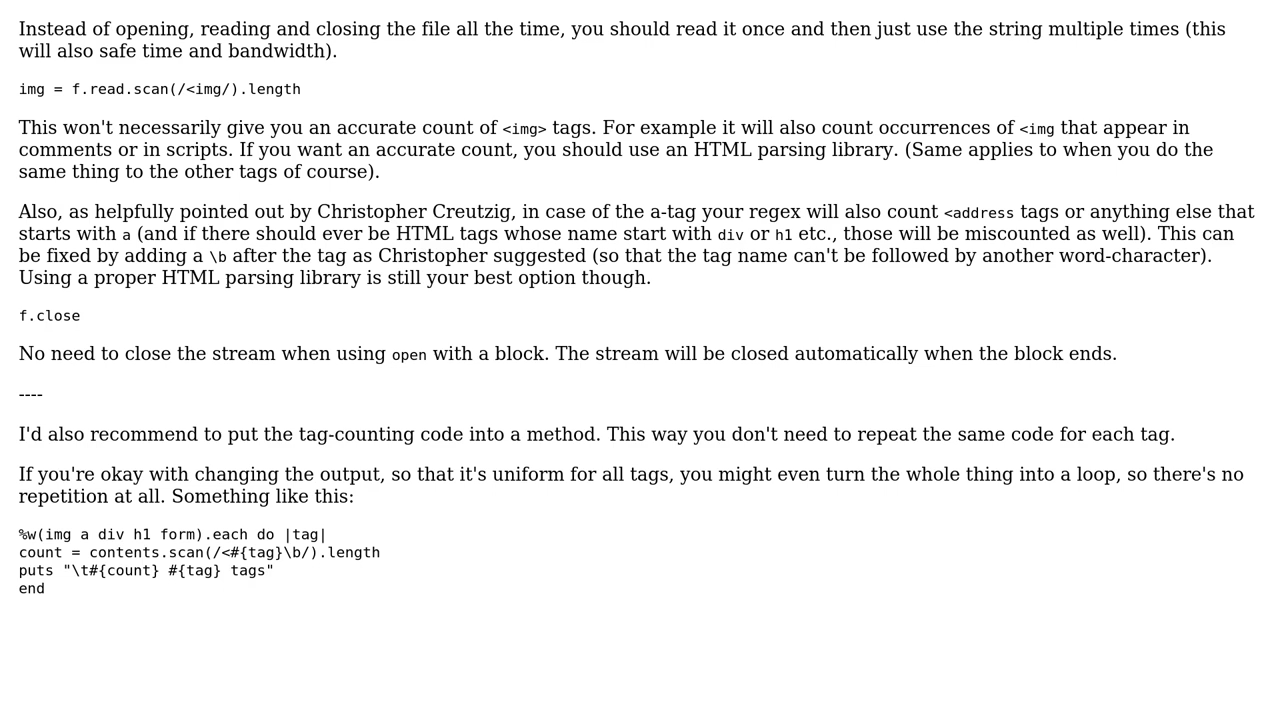 Instead of opening, reading and closing the file all the time, you should read it once and then just use the string multiple times (this
will also safe time and bandwidth).
img = f.read.scan(/<img/).length
This won't necessarily give you an accurate count of <img> tags. For example it will also count occurrences of <img that appear in
comments or in scripts. If you want an accurate count, you should use an HTML parsing library. (Same applies to when you do the
same thing to the other tags of course).
Also, as helpfully pointed out by Christopher Creutzig, in case of the a-tag your regex will also count <address tags or anything else that
starts with a (and if there should ever be HTML tags whose name start with div or h1 etc., those will be miscounted as well). This can
be fixed by adding a \b after the tag as Christopher suggested (so that the tag name can't be followed by another word-character).
Using a proper HTML parsing library is still your best option though.
f.close
No need to close the stream when using open with a block. The stream will be closed automatically when the block ends.
----
I'd also recommend to put the tag-counting code into a method. This way you don't need to repeat the same code for each tag.
If you're okay with changing the output, so that it's uniform for all tags, you might even turn the whole thing into a loop, so there's no
repetition at all. Something like this:
%w(img a div h1 form).each do |tag|
count = contents.scan(/<#{tag}\b/).length
puts "\t#{count} #{tag} tags"
end